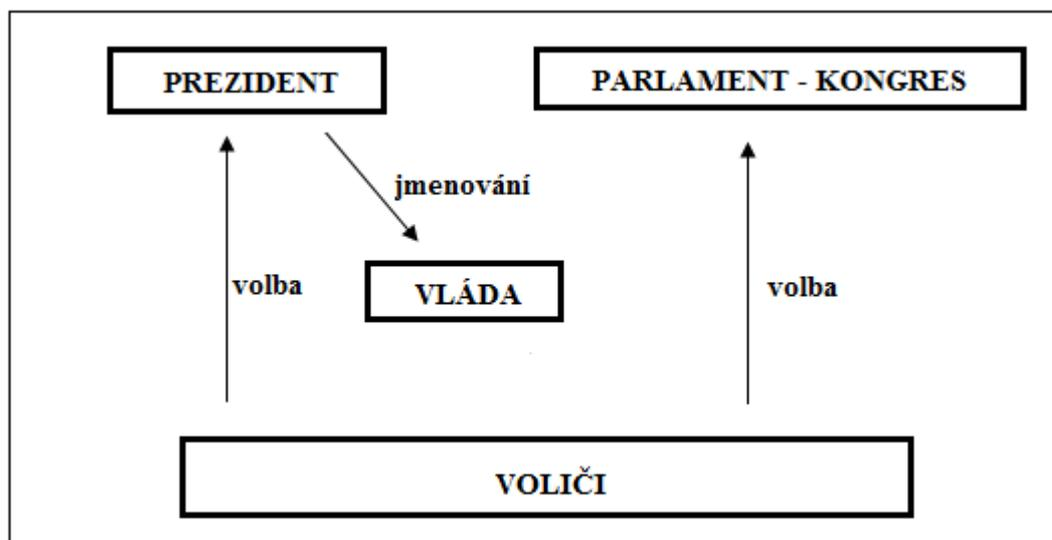 PREZIDENT
PARLAMENT - KONGRES
jmenování
VLÁDA
volba
volba
VOLIČI